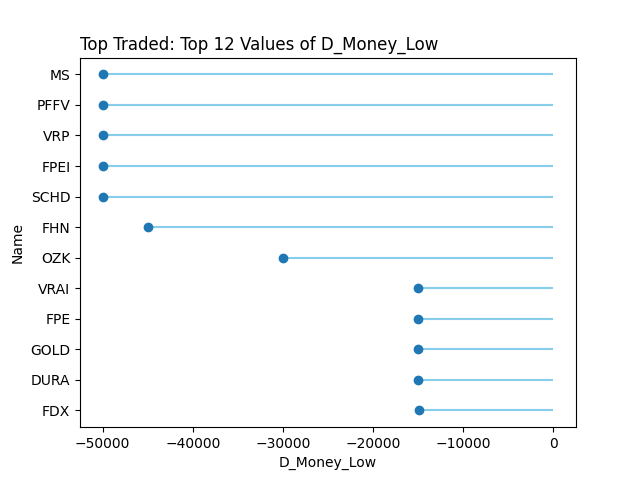 Top Traded: Top 12 Values of D_Money_Low
MS
PFFV
VRP
FPEI
SCHD
FHN
OZK
VRAI
FPE
GOLD
DURA
FDX
Name
−50000 −40000 −30000 −20000 −10000 0
D_Money_Low